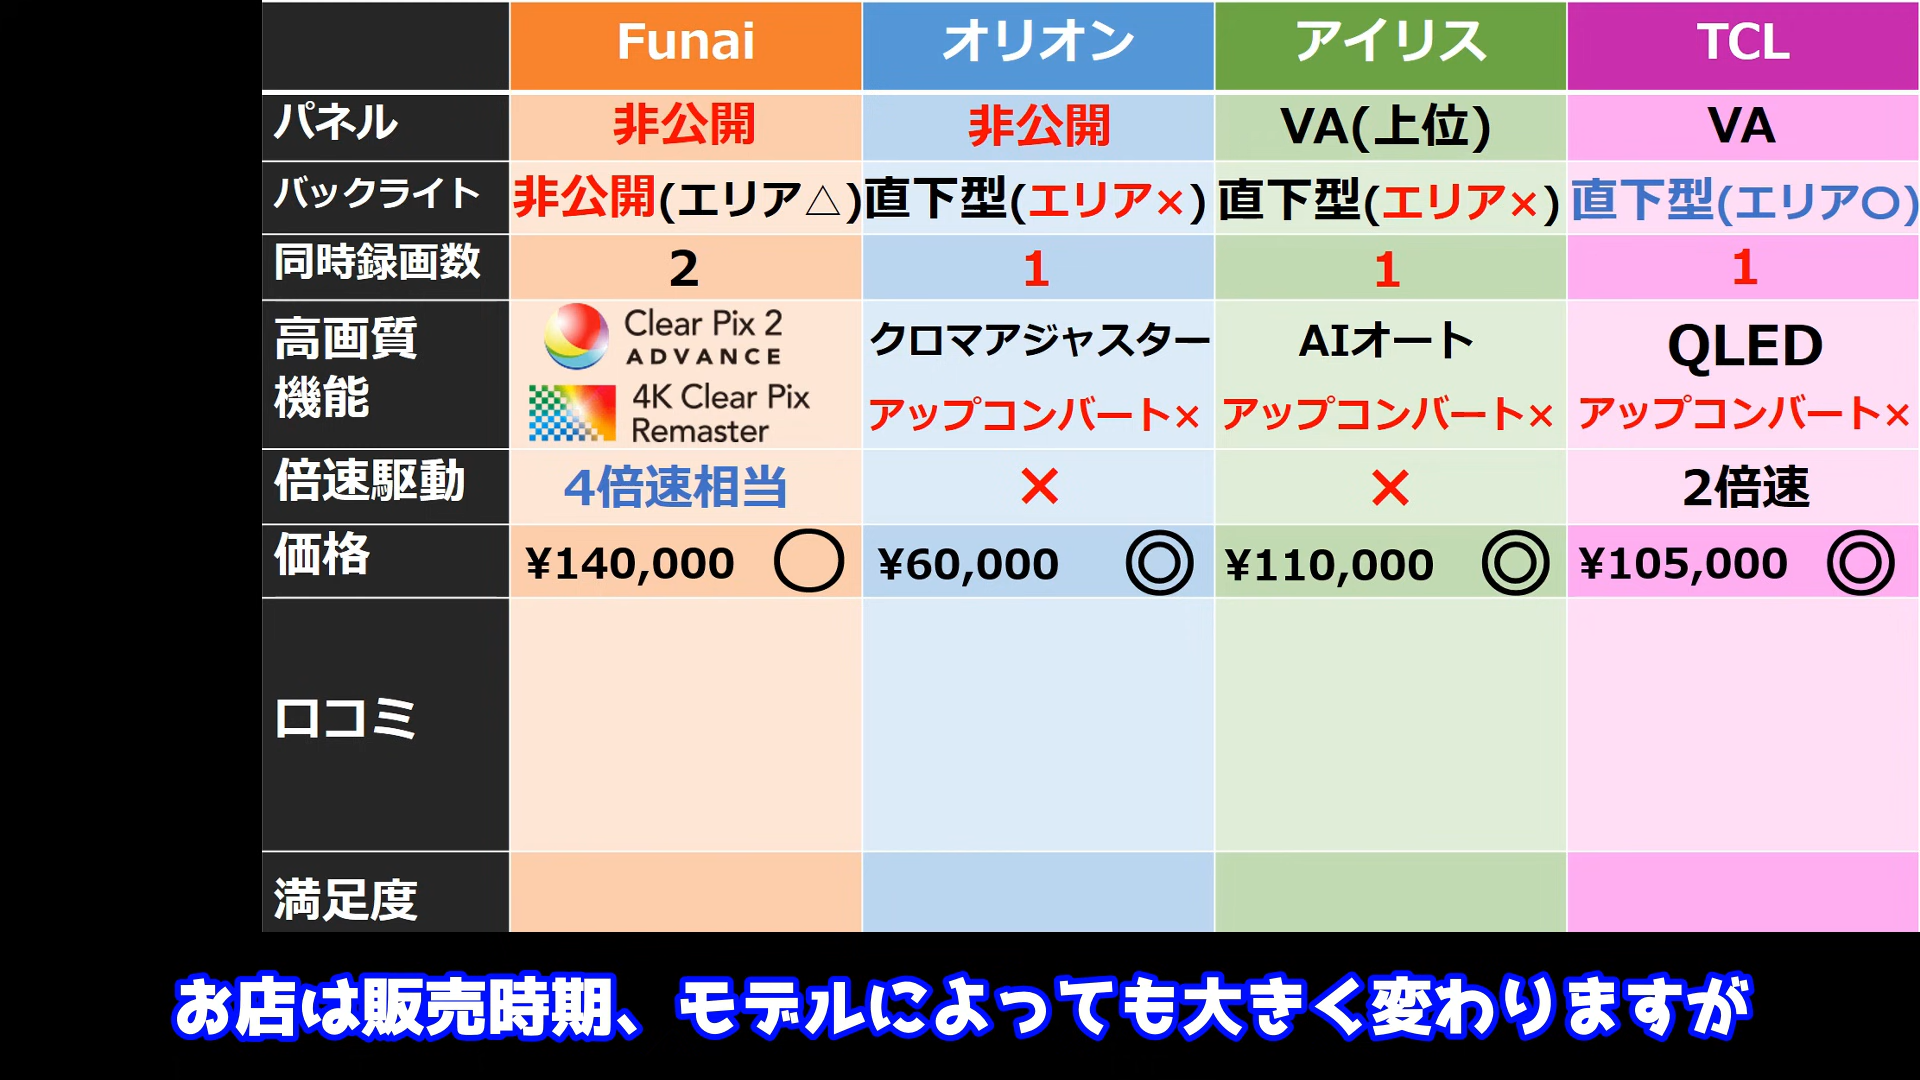 Funai オリオン アイリス TCL
パネル 非公開 非公開 VA(上位) VA
バックライト 非公開(エリア△) 直下型(エリア×) 直下型(エリア×) 直下型(エリア〇)
同時録画数 2 1 1 1
高画質
機能
Clear Pix 2
ADVANCE
4K Clear Pix
Remaster
クロマアジャスター
アップコンバート×
AIオート
アップコンバート×
QLED
アップコンバート×
倍速駆動 4倍速相当 × × 2倍速
価格 ¥140,000 〇 ¥60,000 ◎ ¥110,000 ◎ ¥105,000 ◎
口コミ
満足度
お店は販売時期、モデルによっても大きく変わりますが